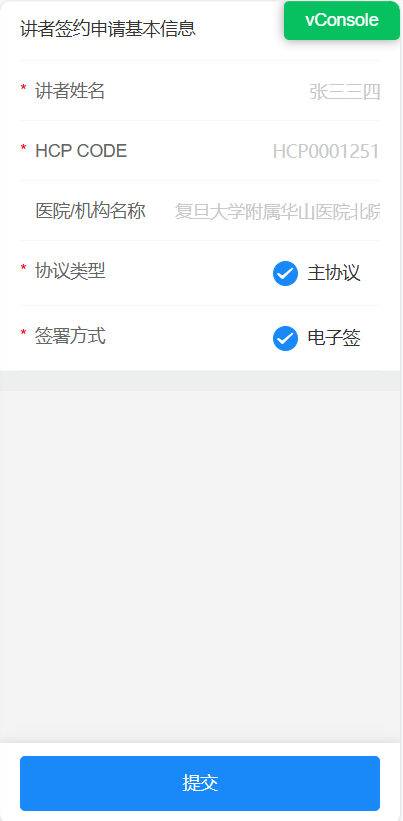 讲者签约申请基本信息
vConsole
* 讲者姓名 张三三四
* HCP CODE HCP0001251
医院/机构名称 复旦大学附属华山医院北院
* 协议类型 主协议
* 签署方式 电子签
提交